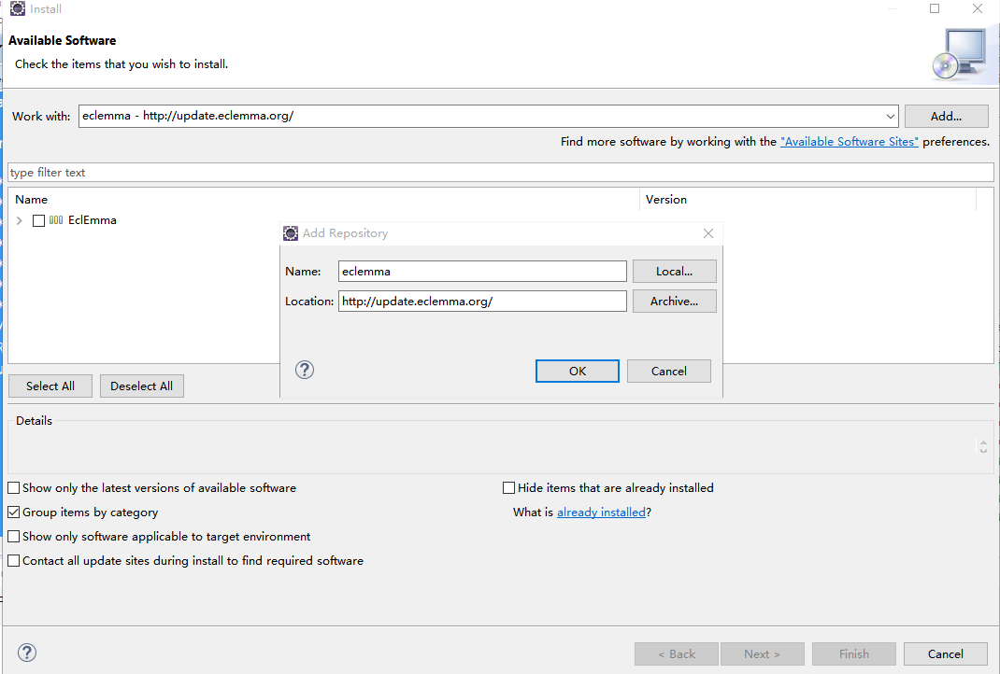 Install
Available Software
Check the items that you wish to install.
Work with: eclemma - http://update.eclemma.org/ Add...
Find more software by working with the "Available Software Sites" preferences.
type filter text
Name Version
EclEmma
Add Repository
Name: eclemma Local...
Location: http://update.eclemma.org/ Archive...
? OK Cancel
Select All Deselect All
Details
Show only the latest versions of available software Hide items that are already installed
Group items by category What is already installed?
Show only software applicable to target environment
Contact all update sites during install to find required software
? < Back Next > Finish Cancel